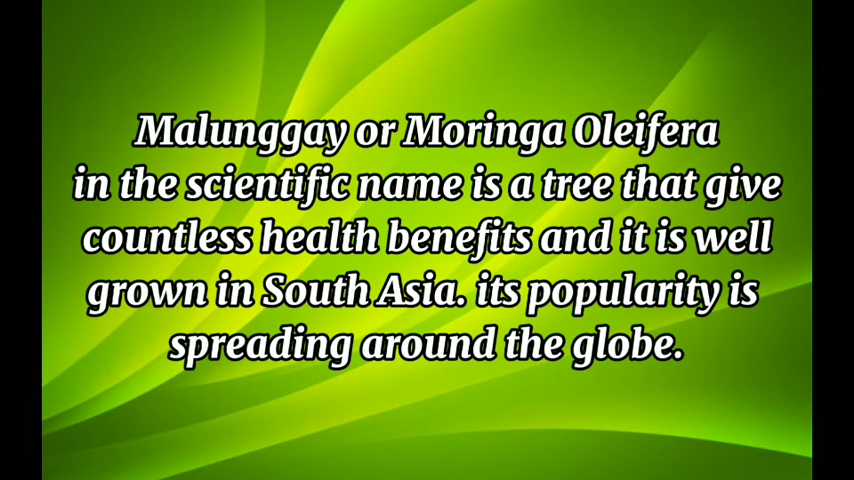 Malunggay or Moringa Oleifera
in the scientific name is a tree that give
countless health benefits and it is well
grown in South Asia. its popularity is
spreading around the globe.